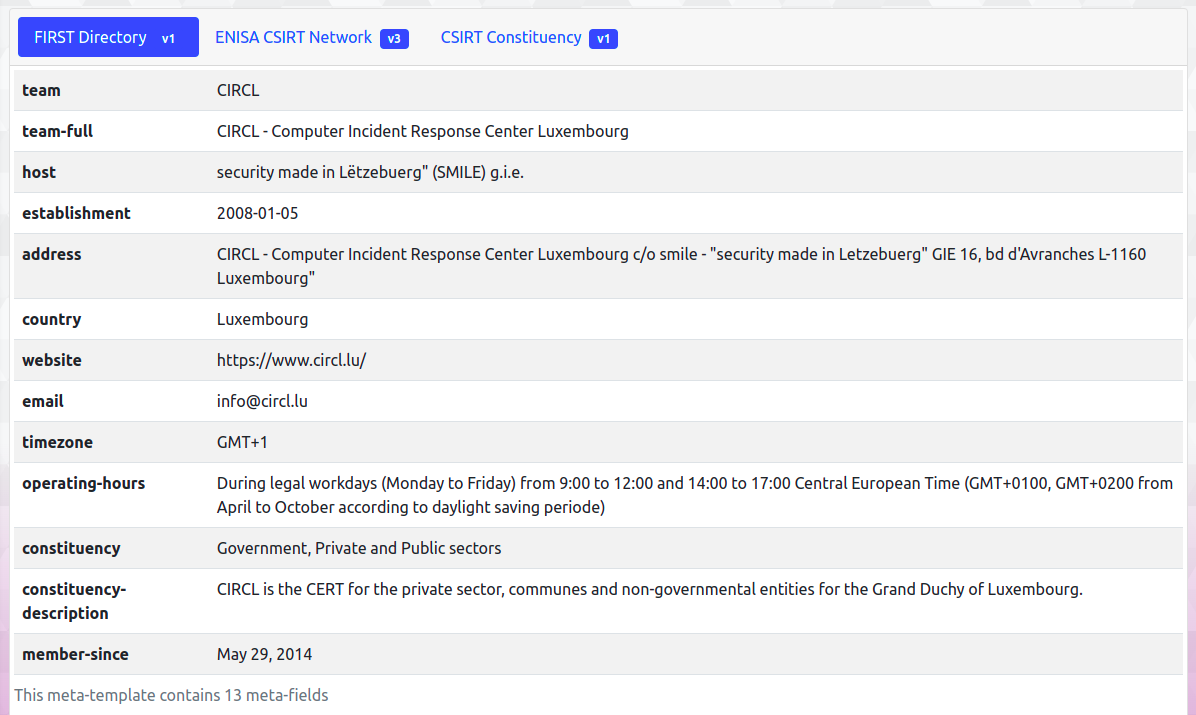 FIRST Directory v1 ENISA CSIRT Network v3 CSIRT Constituency v1
team CIRCL
team-full CIRCL - Computer Incident Response Center Luxembourg
host security made in Lëtzebuerg" (SMILE) g.i.e.
establishment 2008-01-05
address CIRCL - Computer Incident Response Center Luxembourg c/o smile - "security made in Letzebuerg" GIE 16, bd d'Avranches L-1160
Luxembourg"
country Luxembourg
website https://www.circl.lu/
email info@circl.lu
timezone GMT+1
operating-hours During legal workdays (Monday to Friday) from 9:00 to 12:00 and 14:00 to 17:00 Central European Time (GMT+0100, GMT+0200 from
April to October according to daylight saving periode)
constituency Government, Private and Public sectors
constituency- CIRCL is the CERT for the private sector, communes and non-governmental entities for the Grand Duchy of Luxembourg.
description
member-since May 29, 2014
This meta-template contains 13 meta-fields